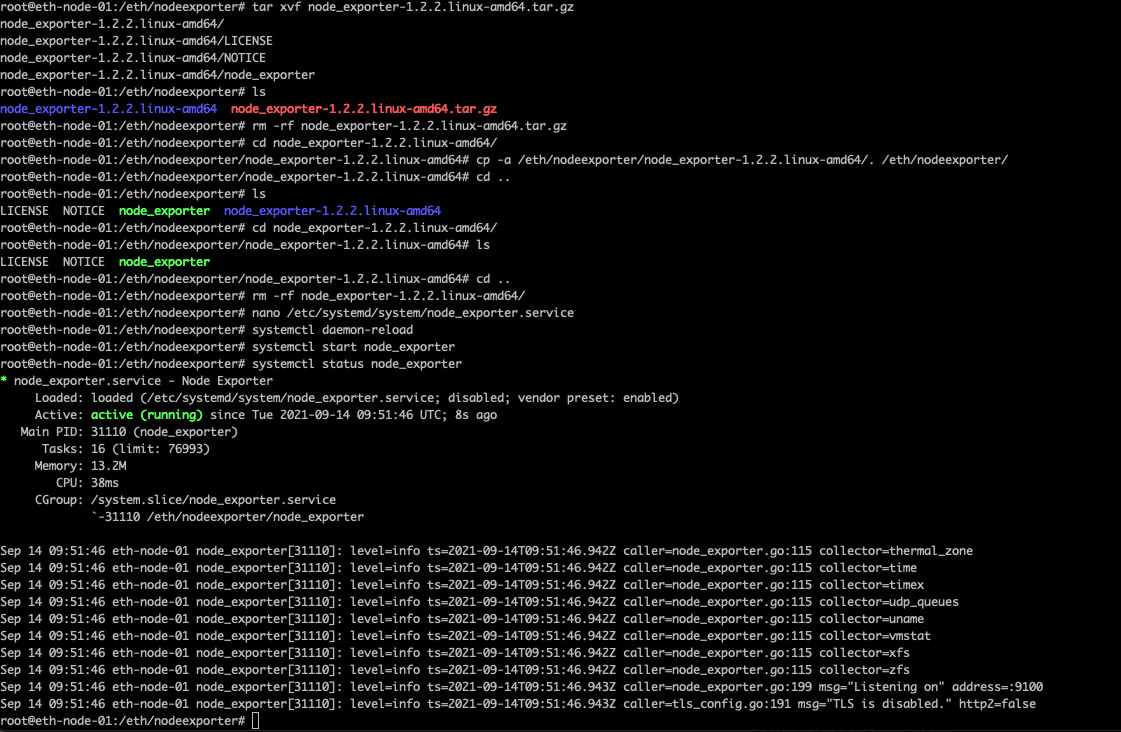 root@eth-node-01:/eth/nodeexporter# tar xvf node_exporter-1.2.2.linux-amd64.tar.gz
node_exporter-1.2.2.linux-amd64/
node_exporter-1.2.2.linux-amd64/LICENSE
node_exporter-1.2.2.linux-amd64/NOTICE
node_exporter-1.2.2.linux-amd64/node_exporter
root@eth-node-01:/eth/nodeexporter# ls
node_exporter-1.2.2.linux-amd64  node_exporter-1.2.2.linux-amd64.tar.gz
root@eth-node-01:/eth/nodeexporter# rm -rf node_exporter-1.2.2.linux-amd64.tar.gz
root@eth-node-01:/eth/nodeexporter# cd node_exporter-1.2.2.linux-amd64/
root@eth-node-01:/eth/nodeexporter/node_exporter-1.2.2.linux-amd64# cp -a /eth/nodeexporter/node_exporter-1.2.2.linux-amd64/. /eth/nodeexporter/
root@eth-node-01:/eth/nodeexporter/node_exporter-1.2.2.linux-amd64# cd ..
root@eth-node-01:/eth/nodeexporter# ls
LICENSE  NOTICE  node_exporter  node_exporter-1.2.2.linux-amd64
root@eth-node-01:/eth/nodeexporter# cd node_exporter-1.2.2.linux-amd64/
root@eth-node-01:/eth/nodeexporter/node_exporter-1.2.2.linux-amd64# ls
LICENSE  NOTICE  node_exporter
root@eth-node-01:/eth/nodeexporter/node_exporter-1.2.2.linux-amd64# cd ..
root@eth-node-01:/eth/nodeexporter# rm -rf node_exporter-1.2.2.linux-amd64/
root@eth-node-01:/eth/nodeexporter# nano /etc/systemd/system/node_exporter.service
root@eth-node-01:/eth/nodeexporter# systemctl daemon-reload
root@eth-node-01:/eth/nodeexporter# systemctl start node_exporter
root@eth-node-01:/eth/nodeexporter# systemctl status node_exporter
* node_exporter.service - Node Exporter
     Loaded: loaded (/etc/systemd/system/node_exporter.service; disabled; vendor preset: enabled)
     Active: active (running) since Tue 2021-09-14 09:51:46 UTC; 8s ago
   Main PID: 31110 (node_exporter)
      Tasks: 16 (limit: 76993)
     Memory: 13.2M
        CPU: 38ms
     CGroup: /system.slice/node_exporter.service
             `-31110 /eth/nodeexporter/node_exporter
Sep 14 09:51:46 eth-node-01 node_exporter[31110]: level=info ts=2021-09-14T09:51:46.942Z caller=node_exporter.go:115 collector=thermal_zone
Sep 14 09:51:46 eth-node-01 node_exporter[31110]: level=info ts=2021-09-14T09:51:46.942Z caller=node_exporter.go:115 collector=time
Sep 14 09:51:46 eth-node-01 node_exporter[31110]: level=info ts=2021-09-14T09:51:46.942Z caller=node_exporter.go:115 collector=timex
Sep 14 09:51:46 eth-node-01 node_exporter[31110]: level=info ts=2021-09-14T09:51:46.942Z caller=node_exporter.go:115 collector=udp_queues
Sep 14 09:51:46 eth-node-01 node_exporter[31110]: level=info ts=2021-09-14T09:51:46.942Z caller=node_exporter.go:115 collector=uname
Sep 14 09:51:46 eth-node-01 node_exporter[31110]: level=info ts=2021-09-14T09:51:46.942Z caller=node_exporter.go:115 collector=vmstat
Sep 14 09:51:46 eth-node-01 node_exporter[31110]: level=info ts=2021-09-14T09:51:46.942Z caller=node_exporter.go:115 collector=xfs
Sep 14 09:51:46 eth-node-01 node_exporter[31110]: level=info ts=2021-09-14T09:51:46.942Z caller=node_exporter.go:115 collector=zfs
Sep 14 09:51:46 eth-node-01 node_exporter[31110]: level=info ts=2021-09-14T09:51:46.943Z caller=node_exporter.go:199 msg="Listening on" address=:9100
Sep 14 09:51:46 eth-node-01 node_exporter[31110]: level=info ts=2021-09-14T09:51:46.943Z caller=tls_config.go:191 msg="TLS is disabled." http2=false
root@eth-node-01:/eth/nodeexporter#